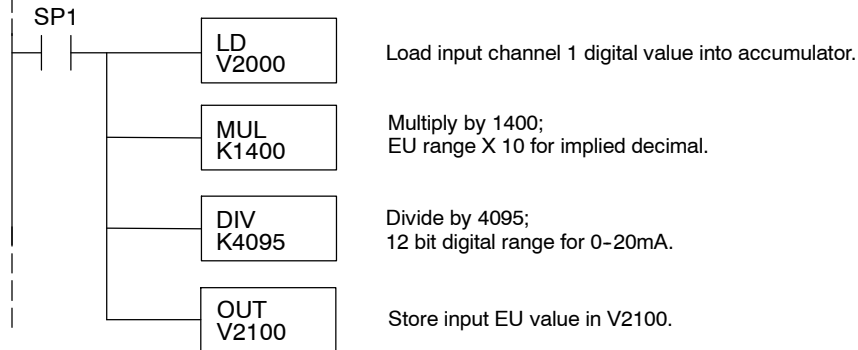 SP1
LD
V2000
Load input channel 1 digital value into accumulator.
MUL
K1400
Multiply by 1400;
EU range X 10 for implied decimal.
DIV
K4095
Divide by 4095;
12 bit digital range for 0-20mA.
OUT
V2100
Store input EU value in V2100.